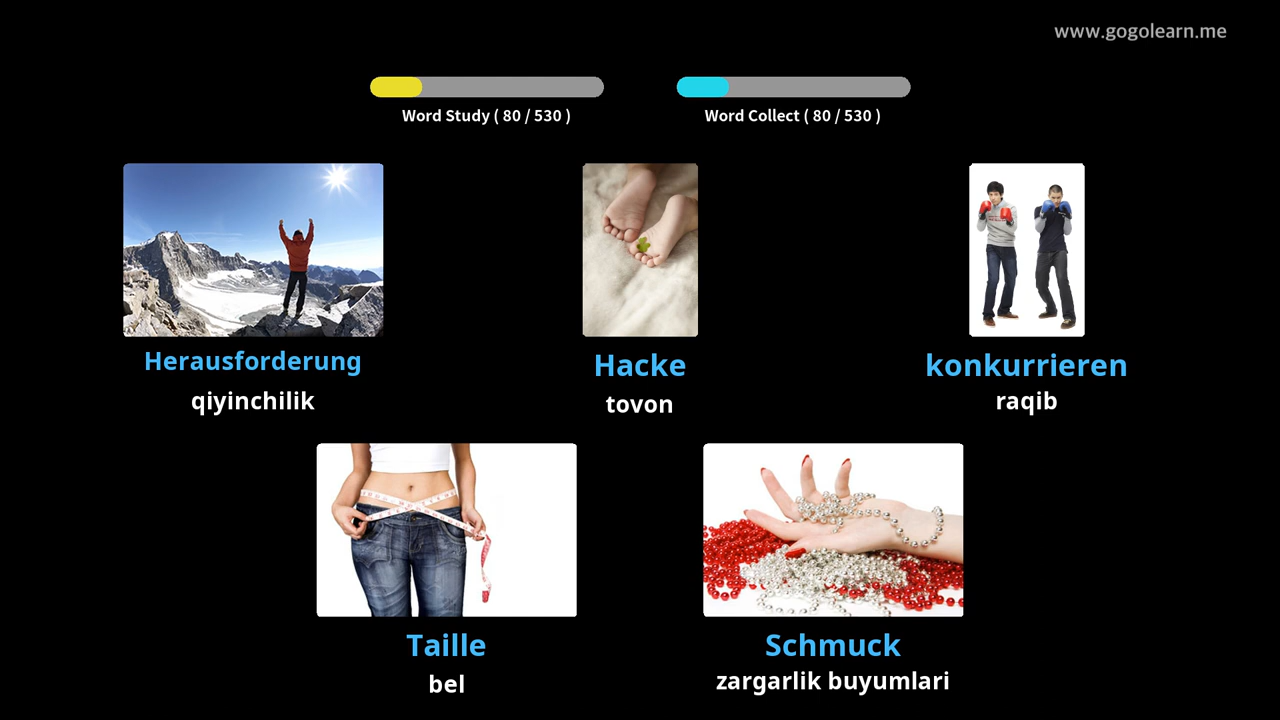 www.gogolearn.me
Word Study ( 80 / 530 )
Word Collect ( 80 / 530 )
Herausforderung
qiyinchilik
Hacke
tovon
konkurrieren
raqib
Taille
bel
Schmuck
zargarlik buyumlari